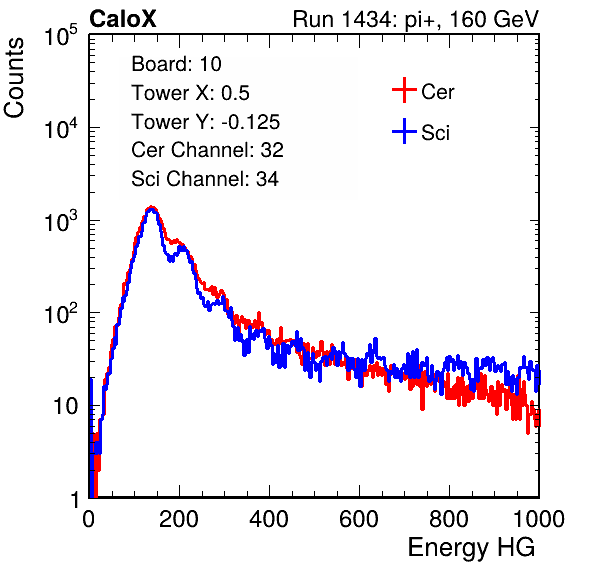 CaloX Run 1434: pi+, 160 GeV
Counts
Board: 10
Tower X: 0.5
Tower Y: -0.125
Cer Channel: 32
Sci Channel: 34
Cer
Sci
10^5
10^4
10^3
10^2
10
1
0 200 400 600 800 1000
Energy HG